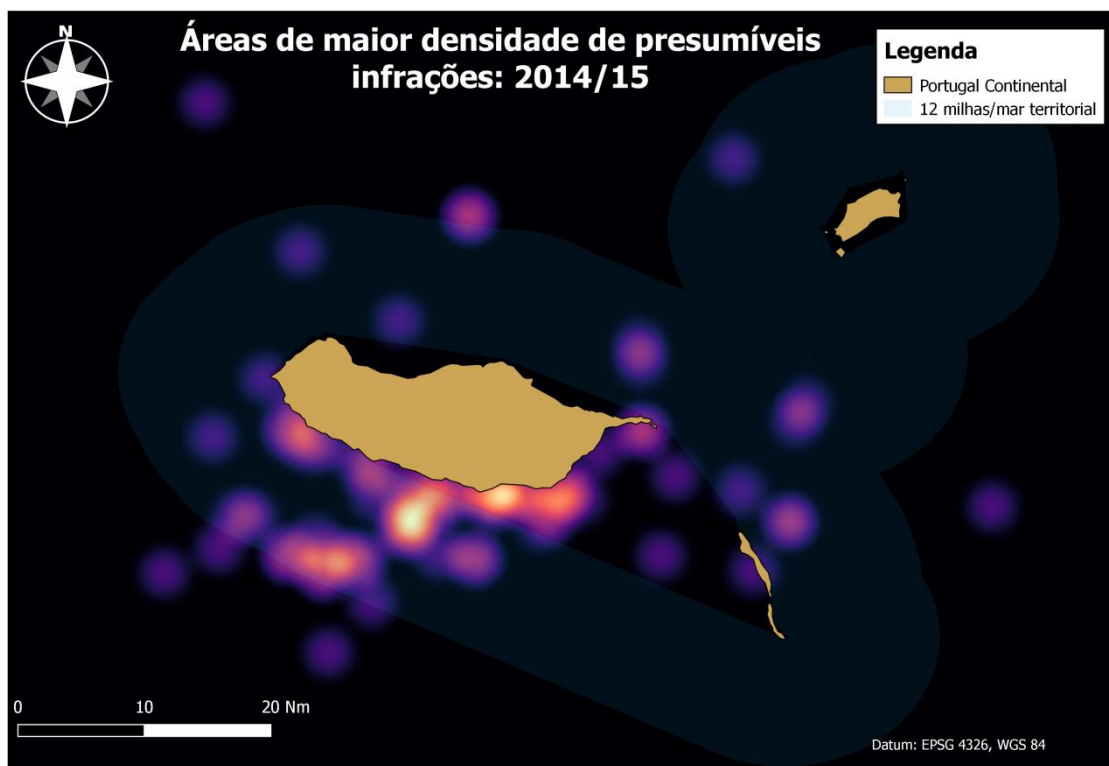 N
Áreas de maior densidade de presumíveis
infrações: 2014/15
Legenda
Portugal Continental
12 milhas/mar territorial
0 10 20 Nm
Datum: EPSG 4326, WGS 84